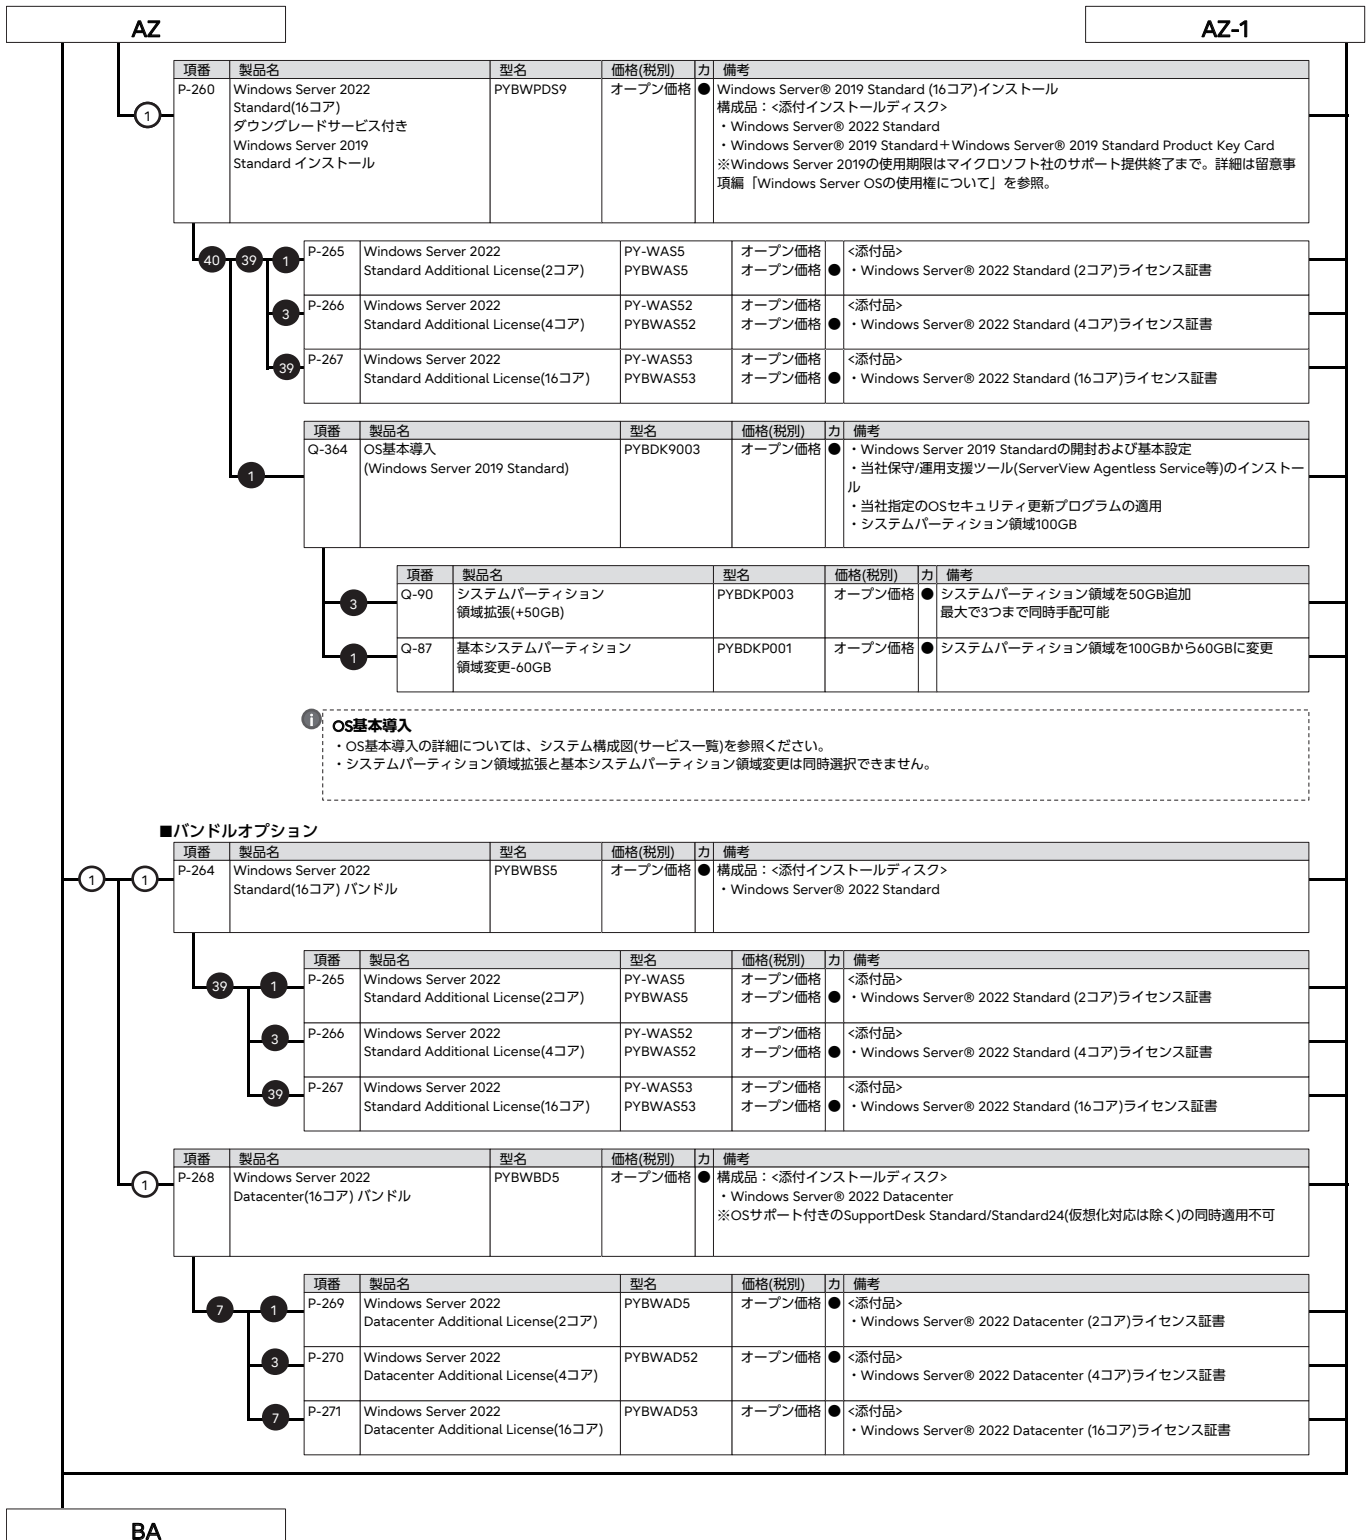 AZ
AZ-1
項番 製品名 型名 価格(税別) カ 備考
P-260 Windows Server 2022 PYBWPDS9 オープン価格 ● Windows Server® 2019 Standard (16コア)インストール
Standard(16コア) 構成品：<添付インストールディスク>
ダウングレードサービス付き ・Windows Server® 2022 Standard
Windows Server 2019 ・Windows Server® 2019 Standard＋Windows Server® 2019 Standard Product Key Card
Standard インストール ※Windows Server 2019の使用期限はマイクロソフト社のサポート提供終了まで。詳細は留意事
項編「Windows Server OSの使用権について」を参照。
1
40 39 1 P-265 Windows Server 2022 PY-WAS5 オープン価格 <添付品>
Standard Additional License(2コア) PYBWAS5 オープン価格 ● ・Windows Server® 2022 Standard (2コア)ライセンス証書
3 P-266 Windows Server 2022 PY-WAS52 オープン価格 <添付品>
Standard Additional License(4コア) PYBWAS52 オープン価格 ● ・Windows Server® 2022 Standard (4コア)ライセンス証書
39 P-267 Windows Server 2022 PY-WAS53 オープン価格 <添付品>
Standard Additional License(16コア) PYBWAS53 オープン価格 ● ・Windows Server® 2022 Standard (16コア)ライセンス証書
項番 製品名 型名 価格(税別) カ 備考
Q-364 OS基本導入 PYBDK9003 オープン価格 ● ・Windows Server 2019 Standardの開封および基本設定
(Windows Server 2019 Standard) ・当社保守/運用支援ツール(ServerView Agentless Service等)のインストー
ル
1
・当社指定のOSセキュリティ更新プログラムの適用
・システムパーティション領域100GB
項番 製品名 型名 価格(税別) カ 備考
3 Q-90 システムパーティション PYBDKP003 オープン価格 ● システムパーティション領域を50GB追加
領域拡張(+50GB) 最大で3つまで同時手配可能
1 Q-87 基本システムパーティション PYBDKP001 オープン価格 ● システムパーティション領域を100GBから60GBに変更
領域変更-60GB
i OS基本導入
・OS基本導入の詳細については、システム構成図(サービス一覧)を参照ください。
・システムパーティション領域拡張と基本システムパーティション領域変更は同時選択できません。
■バンドルオプション
項番 製品名 型名 価格(税別) カ 備考
1 1 P-264 Windows Server 2022 PYBWBS5 オープン価格 ● 構成品：<添付インストールディスク>
Standard(16コア) バンドル ・Windows Server® 2022 Standard
項番 製品名 型名 価格(税別) カ 備考
39 1 P-265 Windows Server 2022 PY-WAS5 オープン価格 <添付品>
Standard Additional License(2コア) PYBWAS5 オープン価格 ● ・Windows Server® 2022 Standard (2コア)ライセンス証書
3 P-266 Windows Server 2022 PY-WAS52 オープン価格 <添付品>
Standard Additional License(4コア) PYBWAS52 オープン価格 ● ・Windows Server® 2022 Standard (4コア)ライセンス証書
39 P-267 Windows Server 2022 PY-WAS53 オープン価格 <添付品>
Standard Additional License(16コア) PYBWAS53 オープン価格 ● ・Windows Server® 2022 Standard (16コア)ライセンス証書
項番 製品名 型名 価格(税別) カ 備考
1 P-268 Windows Server 2022 PYBWBD5 オープン価格 ● 構成品：<添付インストールディスク>
Datacenter(16コア) バンドル ・Windows Server® 2022 Datacenter
※OSサポート付きのSupportDesk Standard/Standard24(仮想化対応は除く)の同時適用不可
項番 製品名 型名 価格(税別) カ 備考
7 1 P-269 Windows Server 2022 PYBWAD5 オープン価格 ● <添付品>
Datacenter Additional License(2コア) ・Windows Server® 2022 Datacenter (2コア)ライセンス証書
3 P-270 Windows Server 2022 PYBWAD52 オープン価格 ● <添付品>
Datacenter Additional License(4コア) ・Windows Server® 2022 Datacenter (4コア)ライセンス証書
7 P-271 Windows Server 2022 PYBWAD53 オープン価格 ● <添付品>
Datacenter Additional License(16コア) ・Windows Server® 2022 Datacenter (16コア)ライセンス証書
BA